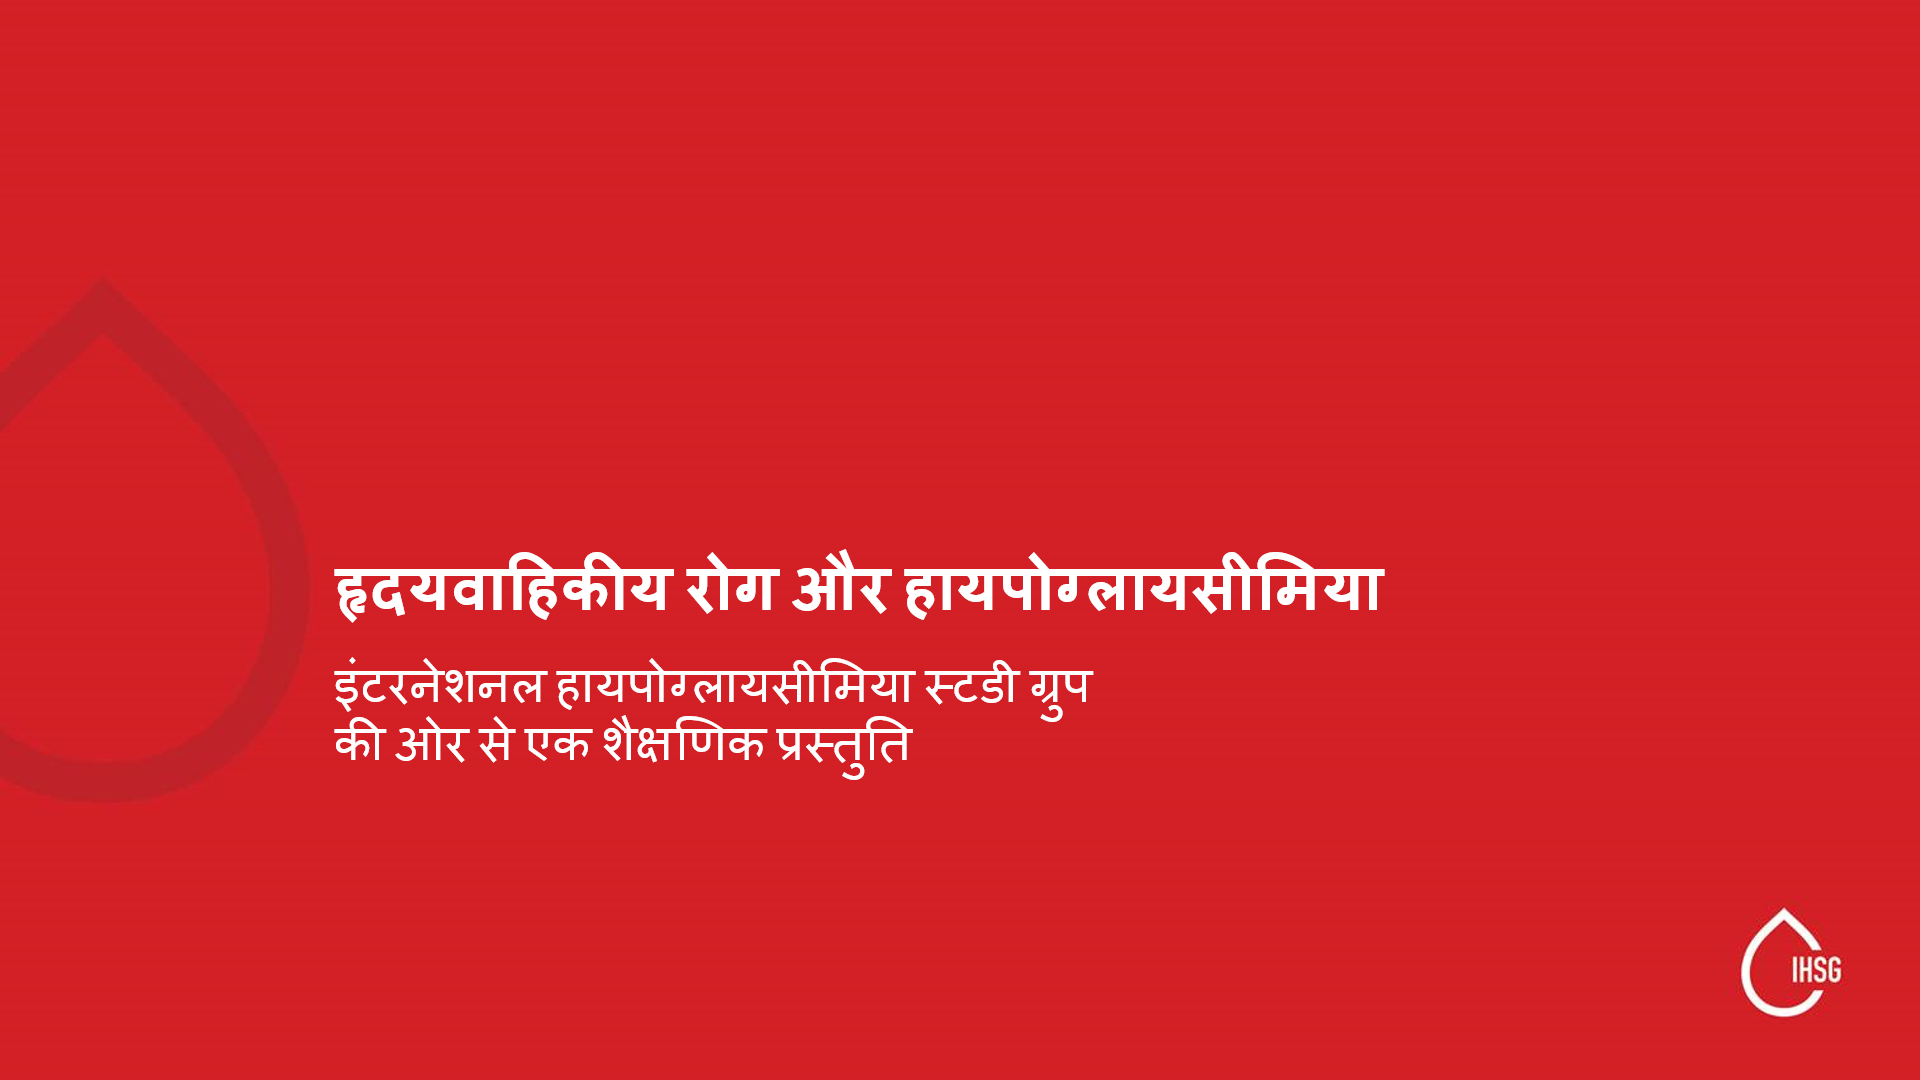 हृदयवाहिकीय रोग और हायपोग्लायसीमिया
इंटरनेशनल हायपोग्लायसीमिया स्टडी ग्रुप
की ओर से एक शैक्षणिक प्रस्तुति
IHSG